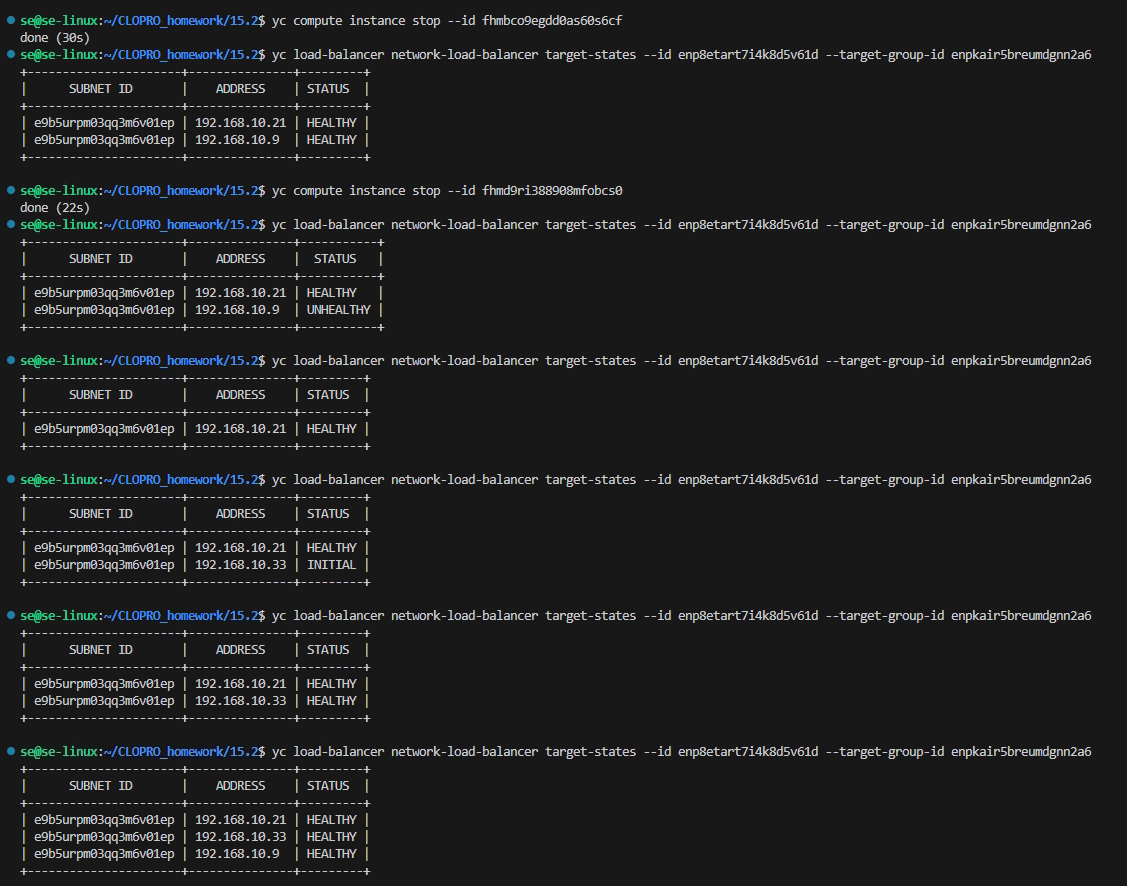 se@se-linux:~/CLOPRO_homework/15.2$ yc compute instance stop --id fhmbco9egdd0as60s6cf
done (30s)
se@se-linux:~/CLOPRO_homework/15.2$ yc load-balancer network-load-balancer target-states --id enp8etart7i4k8d5v61d --target-group-id enpkair5breumdgnn2a6
+----------------------+---------------+---------+
|      SUBNET ID       |    ADDRESS    | STATUS  |
+----------------------+---------------+---------+
| e9b5urpm03qq3m6v01ep | 192.168.10.21 | HEALTHY |
| e9b5urpm03qq3m6v01ep | 192.168.10.9  | HEALTHY |
+----------------------+---------------+---------+
se@se-linux:~/CLOPRO_homework/15.2$ yc compute instance stop --id fhmd9ri388908mfobcs0
done (22s)
se@se-linux:~/CLOPRO_homework/15.2$ yc load-balancer network-load-balancer target-states --id enp8etart7i4k8d5v61d --target-group-id enpkair5breumdgnn2a6
+----------------------+---------------+-----------+
|      SUBNET ID       |    ADDRESS    |  STATUS   |
+----------------------+---------------+-----------+
| e9b5urpm03qq3m6v01ep | 192.168.10.21 | HEALTHY   |
| e9b5urpm03qq3m6v01ep | 192.168.10.9  | UNHEALTHY |
+----------------------+---------------+-----------+
se@se-linux:~/CLOPRO_homework/15.2$ yc load-balancer network-load-balancer target-states --id enp8etart7i4k8d5v61d --target-group-id enpkair5breumdgnn2a6
+----------------------+---------------+---------+
|      SUBNET ID       |    ADDRESS    | STATUS  |
+----------------------+---------------+---------+
| e9b5urpm03qq3m6v01ep | 192.168.10.21 | HEALTHY |
+----------------------+---------------+---------+
se@se-linux:~/CLOPRO_homework/15.2$ yc load-balancer network-load-balancer target-states --id enp8etart7i4k8d5v61d --target-group-id enpkair5breumdgnn2a6
+----------------------+---------------+---------+
|      SUBNET ID       |    ADDRESS    | STATUS  |
+----------------------+---------------+---------+
| e9b5urpm03qq3m6v01ep | 192.168.10.21 | HEALTHY |
| e9b5urpm03qq3m6v01ep | 192.168.10.33 | INITIAL |
+----------------------+---------------+---------+
se@se-linux:~/CLOPRO_homework/15.2$ yc load-balancer network-load-balancer target-states --id enp8etart7i4k8d5v61d --target-group-id enpkair5breumdgnn2a6
+----------------------+---------------+---------+
|      SUBNET ID       |    ADDRESS    | STATUS  |
+----------------------+---------------+---------+
| e9b5urpm03qq3m6v01ep | 192.168.10.21 | HEALTHY |
| e9b5urpm03qq3m6v01ep | 192.168.10.33 | HEALTHY |
+----------------------+---------------+---------+
se@se-linux:~/CLOPRO_homework/15.2$ yc load-balancer network-load-balancer target-states --id enp8etart7i4k8d5v61d --target-group-id enpkair5breumdgnn2a6
+----------------------+---------------+---------+
|      SUBNET ID       |    ADDRESS    | STATUS  |
+----------------------+---------------+---------+
| e9b5urpm03qq3m6v01ep | 192.168.10.21 | HEALTHY |
| e9b5urpm03qq3m6v01ep | 192.168.10.33 | HEALTHY |
| e9b5urpm03qq3m6v01ep | 192.168.10.9  | HEALTHY |
+----------------------+---------------+---------+